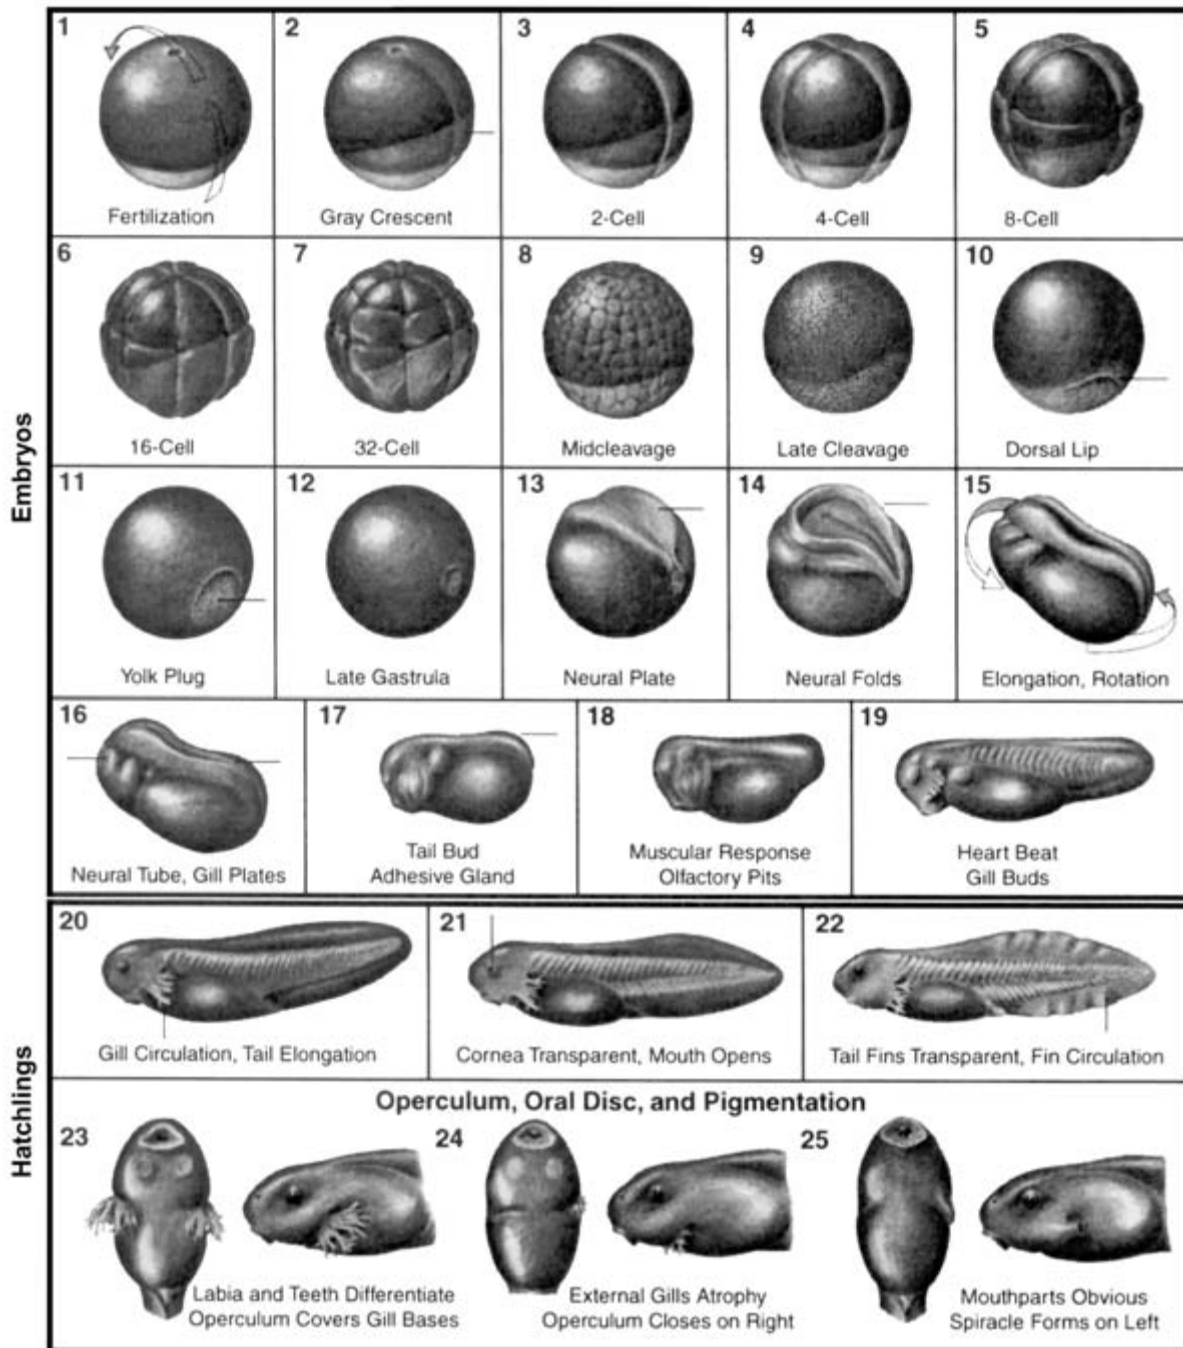 Embryos
1
Fertilization
2
Gray Crescent
3
2-Cell
4
4-Cell
5
8-Cell
6
16-Cell
7
32-Cell
8
Midcleavage
9
Late Cleavage
10
Dorsal Lip
11
Yolk Plug
12
Late Gastrula
13
Neural Plate
14
Neural Folds
15
Elongation, Rotation
16
Neural Tube, Gill Plates
17
Tail Bud
Adhesive Gland
18
Muscular Response
Olfactory Pits
19
Heart Beat
Gill Buds
Hatchlings
20
Gill Circulation, Tail Elongation
21
Cornea Transparent, Mouth Opens
22
Tail Fins Transparent, Fin Circulation
Operculum, Oral Disc, and Pigmentation
23
Labia and Teeth Differentiate
Operculum Covers Gill Bases
24
External Gills Atrophy
Operculum Closes on Right
25
Mouthparts Obvious
Spiracle Forms on Left